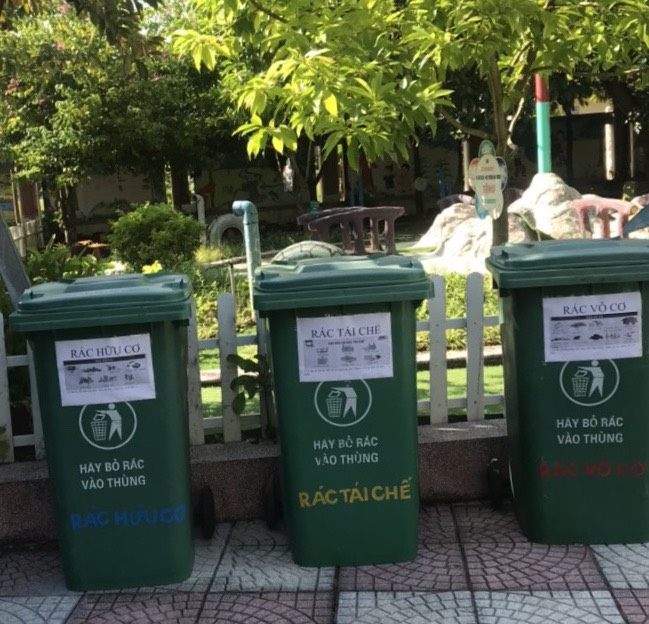 RÁC HỮU CƠ
HÃY BỎ RÁC
VÀO THÙNG
RÁC HỮU CƠ
RÁC TÁI CHẾ
HÃY BỎ RÁC
VÀO THÙNG
RÁC TÁI CHẾ
RÁC VÔ CƠ
HÃY BỎ RÁC
VÀO THÙNG
RÁC VÔ CƠ